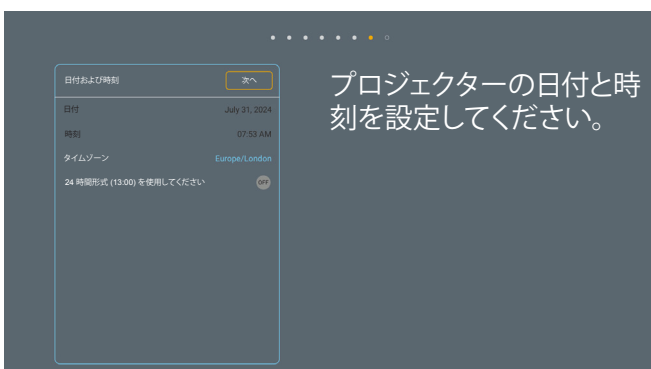 日付および時刻 次へ
日付 July 31, 2024
時刻 07:53 AM
タイムゾーン Europe/London
24 時間形式 (13:00) を使用してください OFF
プロジェクターの日付と時
刻を設定してください。